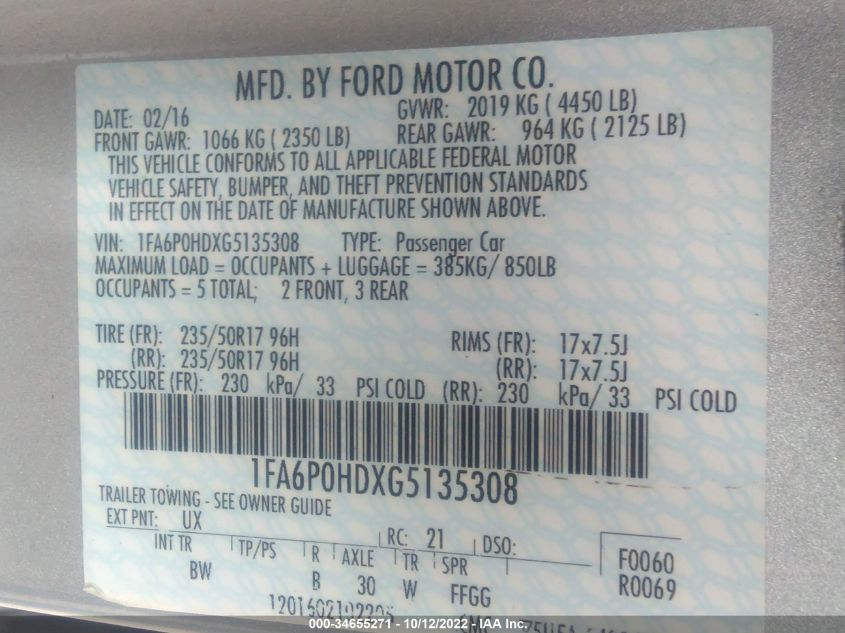 MFD. BY FORD MOTOR CO.
DATE: 02/16 GVWR: 2019 KG ( 4450 LB)
FRONT GAWR: 1066 KG ( 2350 LB) REAR GAWR: 964 KG ( 2125 LB)
THIS VEHICLE CONFORMS TO ALL APPLICABLE FEDERAL MOTOR
VEHICLE SAFETY, BUMPER, AND THEFT PREVENTION STANDARDS
IN EFFECT ON THE DATE OF MANUFACTURE SHOWN ABOVE.
VIN: 1FA6P0HDXG5135308 TYPE: Passenger Car
MAXIMUM LOAD = OCCUPANTS + LUGGAGE = 385KG/ 850LB
OCCUPANTS = 5 TOTAL; 2 FRONT, 3 REAR
TIRE (FR): 235/50R17 96H RIMS (FR): 17x7.5J
(RR): 235/50R17 96H (RR): 17x7.5J
PRESSURE (FR): 230 kPa/ 33 PSI COLD (RR): 230 kPa/ 33 PSI COLD
1FA6P0HDXG5135308
TRAILER TOWING - SEE OWNER GUIDE
EXT PNT: UX RC: 21 DSO:
INT TR TP/PS R AXLE TR SPR F0060
BW B 30 W FFGG R0069
000-34655271 - 10/12/2022 - IAA Inc.